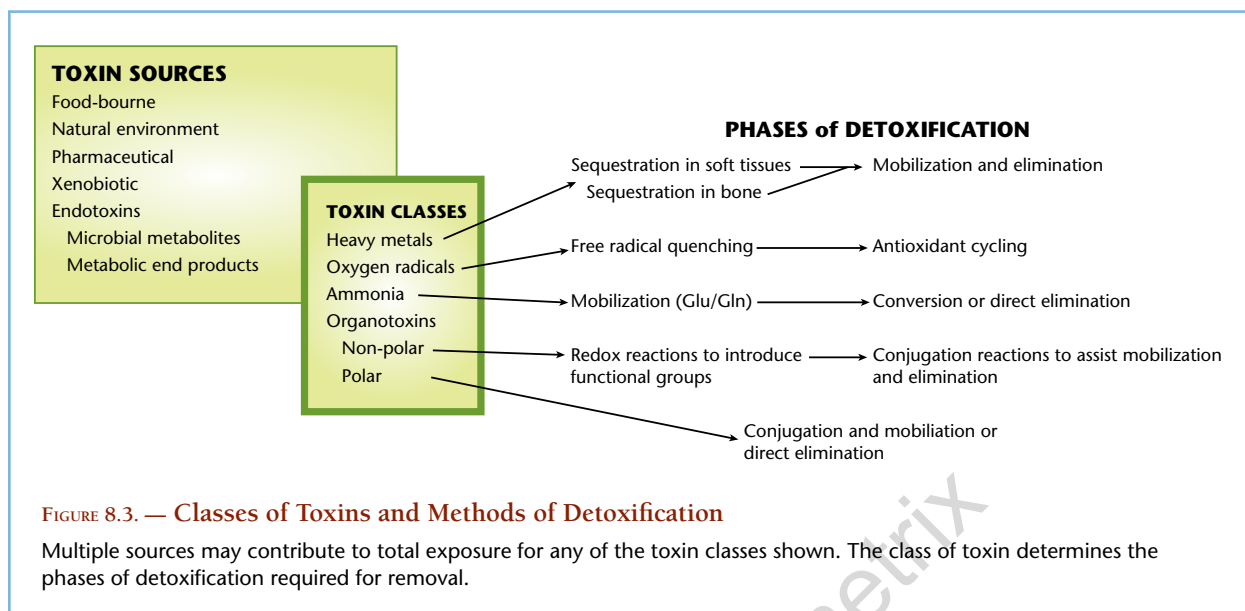 TOXIN SOURCES
Food-bourne
Natural environment
Pharmaceutical
Xenobiotic
Endotoxins
Microbial metabolites
Metabolic end products
TOXIN CLASSES
Heavy metals
Oxygen radicals
Ammonia
Organotoxins
Non-polar
Polar
PHASES of DETOXIFICATION
Sequestration in soft tissues
Mobilization and elimination
Sequestration in bone
Free radical quenching
Antioxidant cycling
Mobilization (Glu/Gln)
Conversion or direct elimination
Redox reactions to introduce
functional groups
Conjugation reactions to assist mobilization
and elimination
Conjugation and mobiliation or
direct elimination
FIGURE 8.3. — Classes of Toxins and Methods of Detoxification
Multiple sources may contribute to total exposure for any of the toxin classes shown. The class of toxin determines the
phases of detoxification required for removal.
etrix